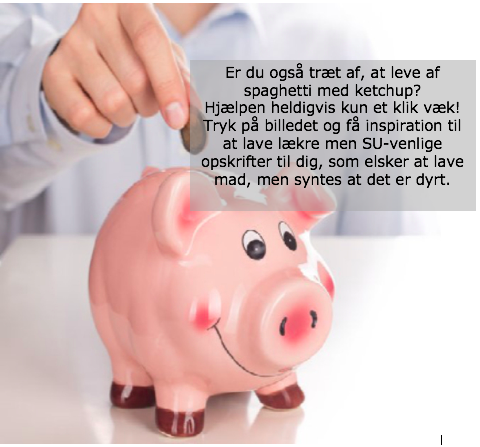 Er du også træt af, at leve af
spaghetti med ketchup?
Hjælpen heldigvis kun et klik væk!
Tryk på billedet og få inspiration til
at lave lækre men SU-venlige
opskrifter til dig, som elsker at lave
mad, men syntes at det er dyrt.